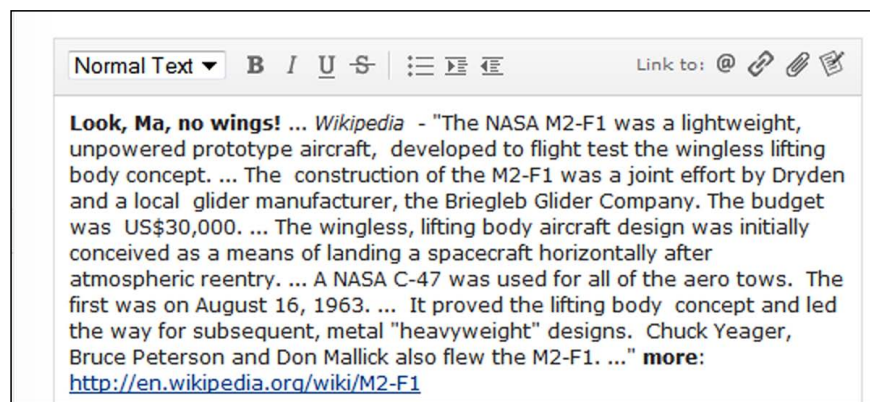 Normal Text B I U S Link to: @
Look, Ma, no wings! ... Wikipedia - "The NASA M2-F1 was a lightweight,
unpowered prototype aircraft, developed to flight test the wingless lifting
body concept. ... The construction of the M2-F1 was a joint effort by Dryden
and a local glider manufacturer, the Briegleb Glider Company. The budget
was US$30,000. ... The wingless, lifting body aircraft design was initially
conceived as a means of landing a spacecraft horizontally after
atmospheric reentry. ... A NASA C-47 was used for all of the aero tows. The
first was on August 16, 1963. ... It proved the lifting body concept and led
the way for subsequent, metal "heavyweight" designs. Chuck Yeager,
Bruce Peterson and Don Mallick also flew the M2-F1. ..." more:
http://en.wikipedia.org/wiki/M2-F1